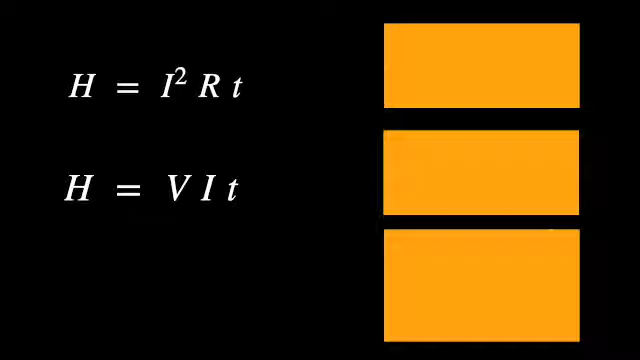 H = I² R t
H = V I t